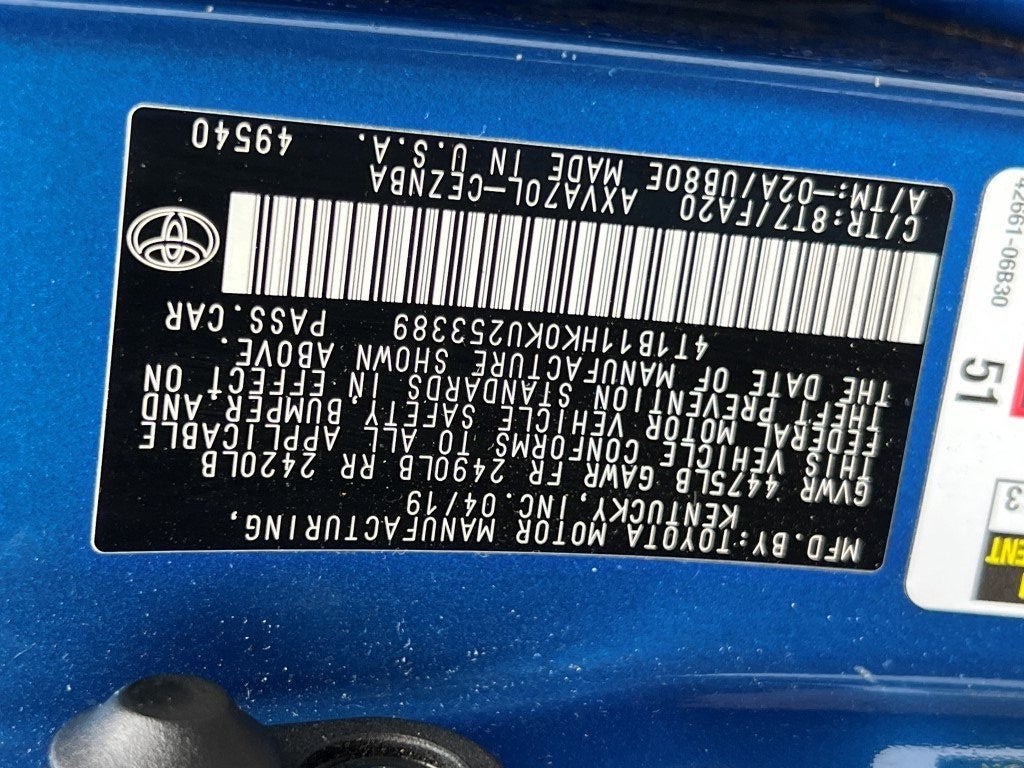 MFD.BY:TOYOTA MOTOR MANUFACTURING,
KENTUCKY, INC.04/19
GVWR 4475LB GAWR FR 2490LB RR 2420LB
THIS VEHICLE CONFORMS TO ALL APPLICABLE
FEDERAL MOTOR VEHICLE SAFETY, BUMPER AND
THEFT PREVENTION STANDARDS IN EFFECT ON
THE DATE OF MANUFACTURE SHOWN ABOVE.
4T1B11HK0KU253389 PASS.CAR
C/TR:8T7/FA20 AXVA70L-CEZNBA
A/TM:-02A/UB80E MADE IN U.S.A. 49540
42661-06B30
51
3
ENT